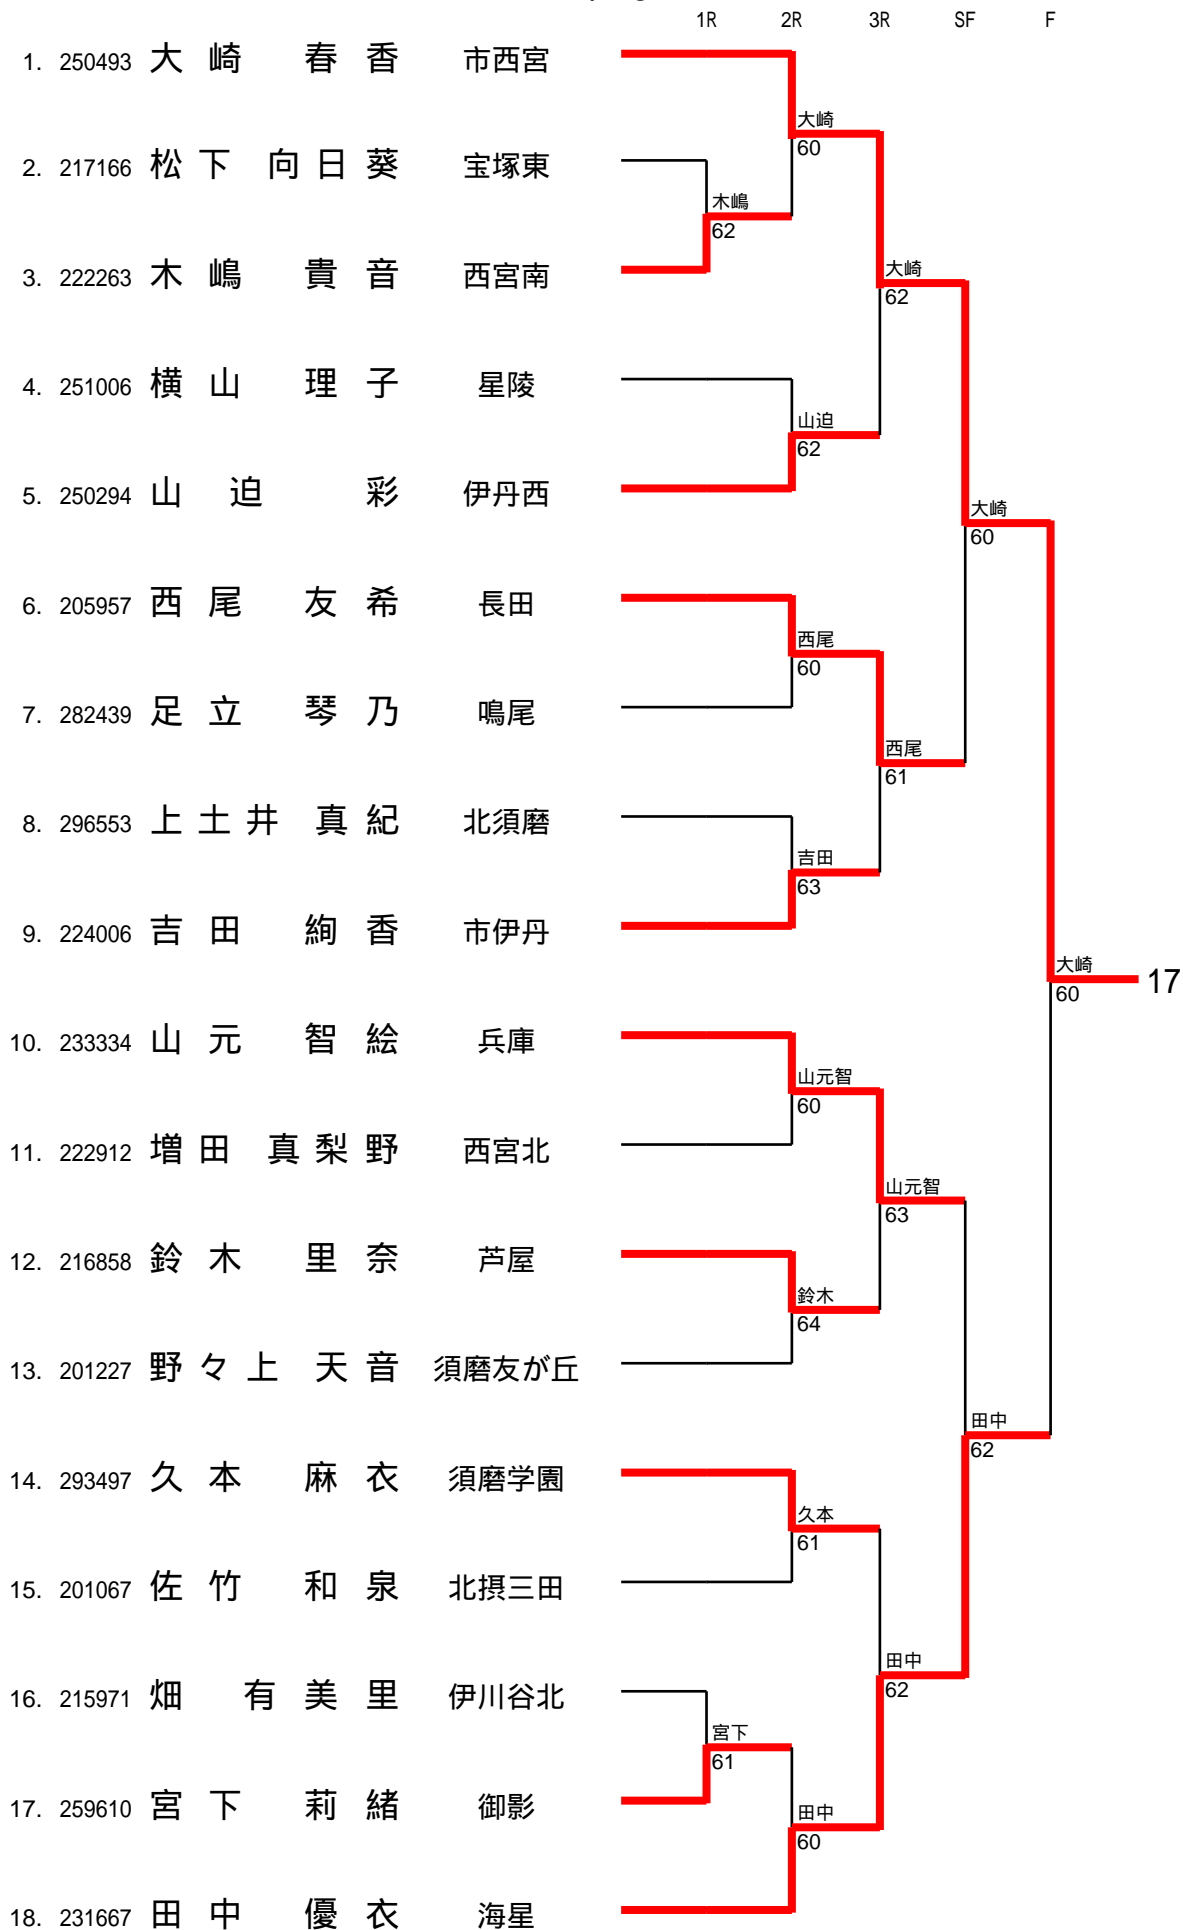 1R 2R 3R SF F
1. 250493 大崎 春香 市西宮
大崎
60
2. 217166 松下 向日葵 宝塚東
木嶋
62
3. 222263 木嶋 貴音 西宮南
大崎
62
4. 251006 横山 理子 星陵
山迫
62
5. 250294 山迫 彩 伊丹西
大崎
60
6. 205957 西尾 友希 長田
西尾
60
7. 282439 足立 琴乃 鳴尾
西尾
61
8. 296553 上土井 真紀 北須磨
吉田
63
9. 224006 吉田 絢香 市伊丹
大崎
60
17
10. 233334 山元 智絵 兵庫
山元智
60
11. 222912 増田 真梨野 西宮北
山元智
63
12. 216858 鈴木 里奈 芦屋
鈴木
64
13. 201227 野々上 天音 須磨友が丘
田中
62
14. 293497 久本 麻衣 須磨学園
久本
61
15. 201067 佐竹 和泉 北摂三田
田中
62
16. 215971 畑 有美里 伊川谷北
宮下
61
17. 259610 宮下 莉緒 御影
田中
60
18. 231667 田中 優衣 海星